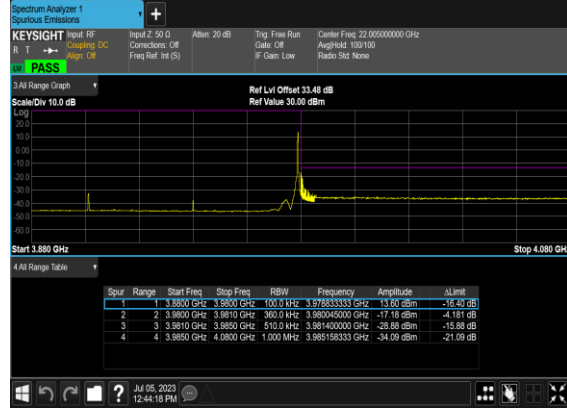 Spectrum Analyzer 1
Spurious Emissions
KEYSIGHT Input: RF Input Z: 50 Ω Atten: 20 dB Trig: Free Run Center Freq: 22.005000000 GHz
R T Coupling: DC Corrections: Off Gate: Off Avg|Hold: 100/100
Align: Off Freq Ref: Int (S) IF Gain: Low Radio Std: None
LW PASS
3 All Range Graph
Ref Lvl Offset 33.48 dB
Scale/Div 10.0 dB Ref Value 30.00 dBm
Log
20.0
10.0
0.00
-10.0
-20.0
-30.0
-40.0
-50.0
-60.0
Start 3.880 GHz Stop 4.080 GH
4 All Range Table
Spur Range Start Freq Stop Freq RBW Frequency Amplitude ΔLimit
1 1 3.8800 GHz 3.9800 GHz 100.0 kHz 3.978833333 GHz 13.60 dBm -16.40 dB
2 2 3.9800 GHz 3.9810 GHz 360.0 kHz 3.980045000 GHz -17.18 dBm -4.181 dB
3 3 3.9810 GHz 3.9850 GHz 510.0 kHz 3.981400000 GHz -28.88 dBm -15.88 dB
4 4 3.9850 GHz 4.0800 GHz 1.000 MHz 3.985158333 GHz -34.09 dBm -21.09 dB
? Jul 05, 2023
12:44:18 PM